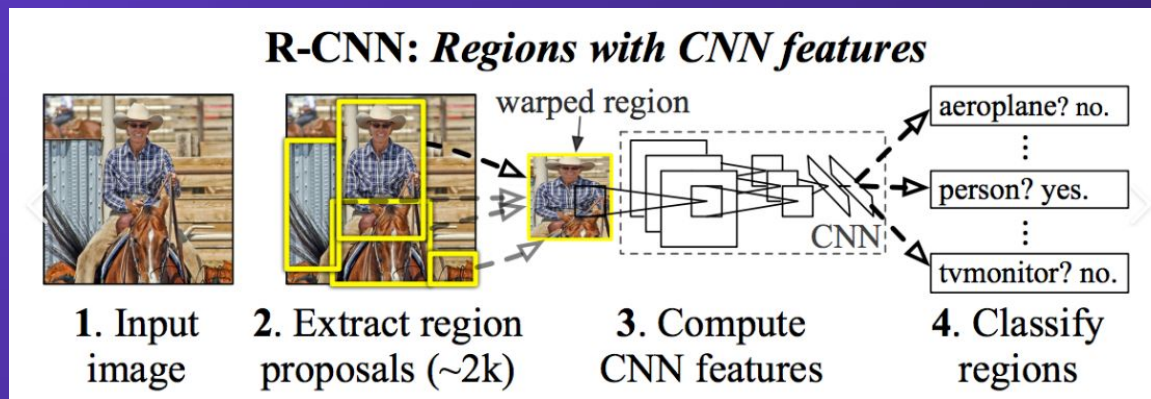 R-CNN: Regions with CNN features
warped region
aeroplane? no.
person? yes.
tvmonitor? no.
CNN
1. Input
image
2. Extract region
proposals (~2k)
3. Compute
CNN features
4. Classify
regions